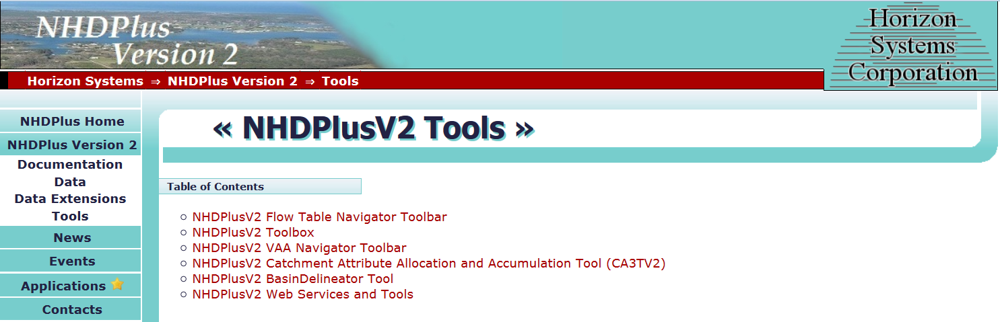 NHDPlus
Version 2
Horizon
Systems
Corporation
Horizon Systems ⇒ NHDPlus Version 2 ⇒ Tools
NHDPlus Home
NHDPlus Version 2
Documentation
Data
Data Extensions
Tools
News
Events
Applications
Contacts
« NHDPlusV2 Tools »
Table of Contents
NHDPlusV2 Flow Table Navigator Toolbar
NHDPlusV2 Toolbox
NHDPlusV2 VAA Navigator Toolbar
NHDPlusV2 Catchment Attribute Allocation and Accumulation Tool (CA3TV2)
NHDPlusV2 BasinDelineator Tool
NHDPlusV2 Web Services and Tools